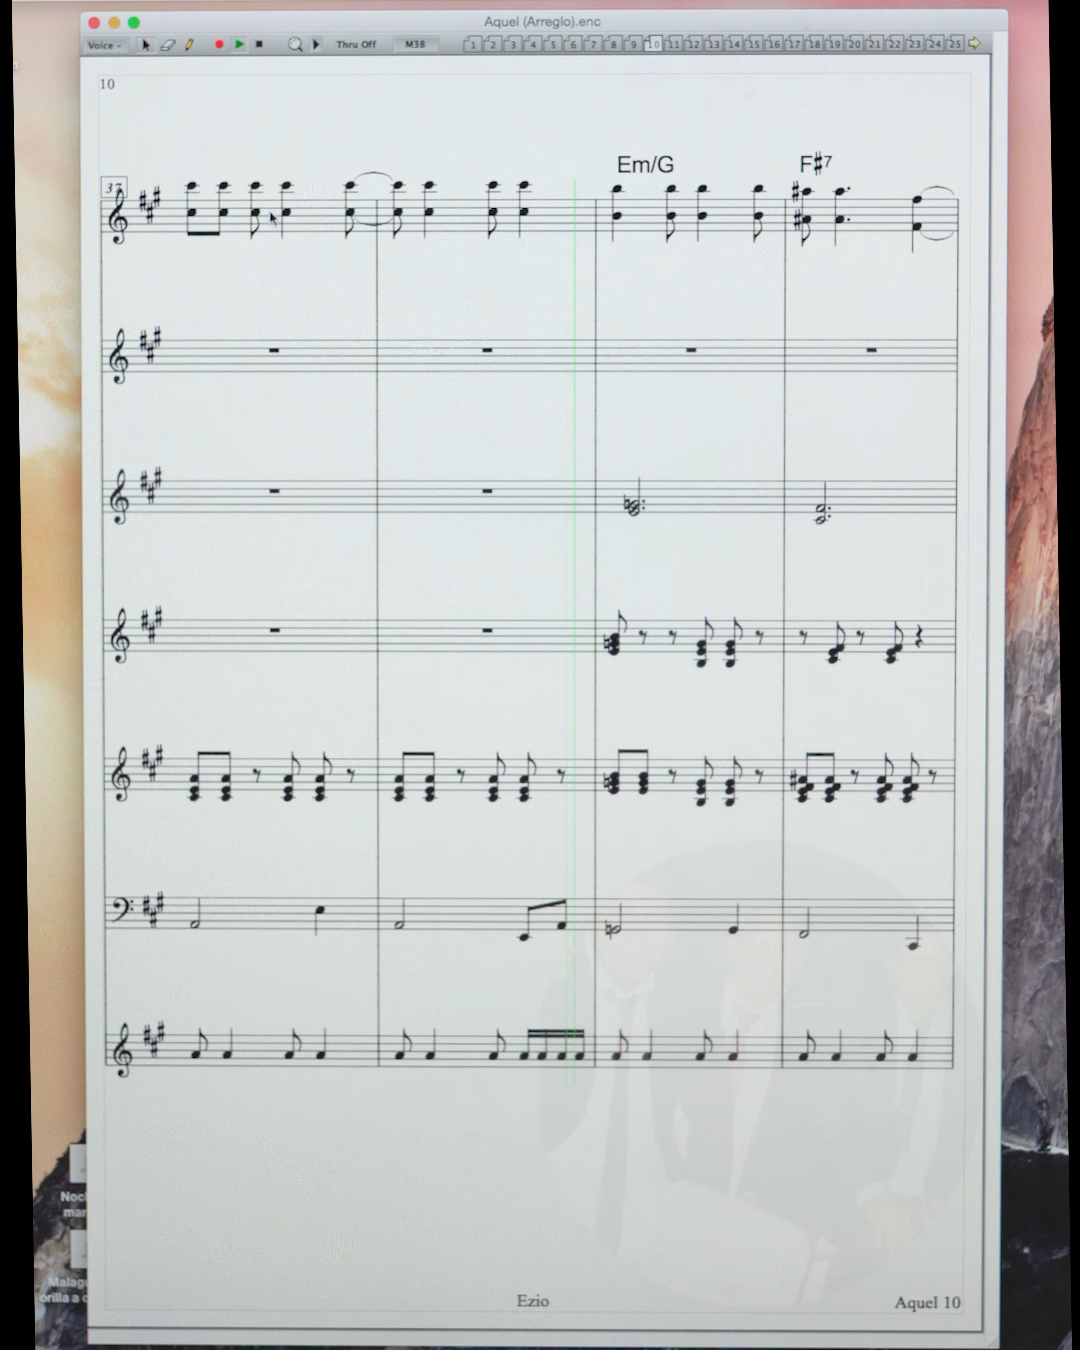 Aquel (Arreglo).enc
Voice
Thru Off
M38
1 2 3 4 5 6 7 8 9 10 11 12 13 14 15 16 17 18 19 20 21 22 23 24 25
10
Em/G F#7
37
Malag
orilla a
Ezio
Aquel 10